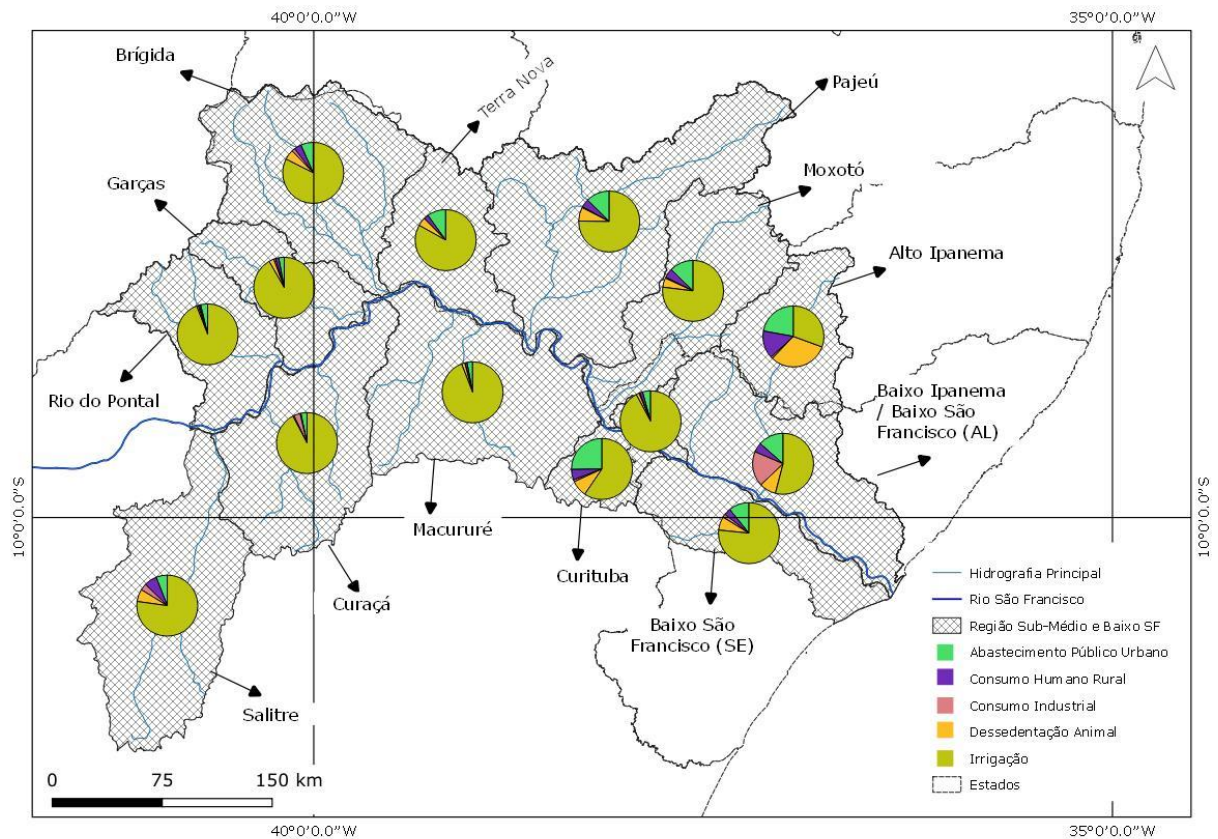 40°0'0.0"W
35°0'0.0"W
Brígida
Terra Nova
Pajeú
Garças
Moxotó
Alto Ipanema
Rio do Pontal
Baixo Ipanema
Baixo São
Francisco (AL)
10°0'0.0"S
10°0'0.0"S
Macururé
Curituba
Curaçá
Baixo São
Francisco (SE)
Salitre
Hidrografia Principal
Rio São Francisco
Região Sub-Médio e Baixo SF
Abastecimento Público Urbano
Consumo Humano Rural
Consumo Industrial
Dessedentação Animal
Irrigação
Estados
0 75 150 km
40°0'0.0"W
35°0'0.0"W